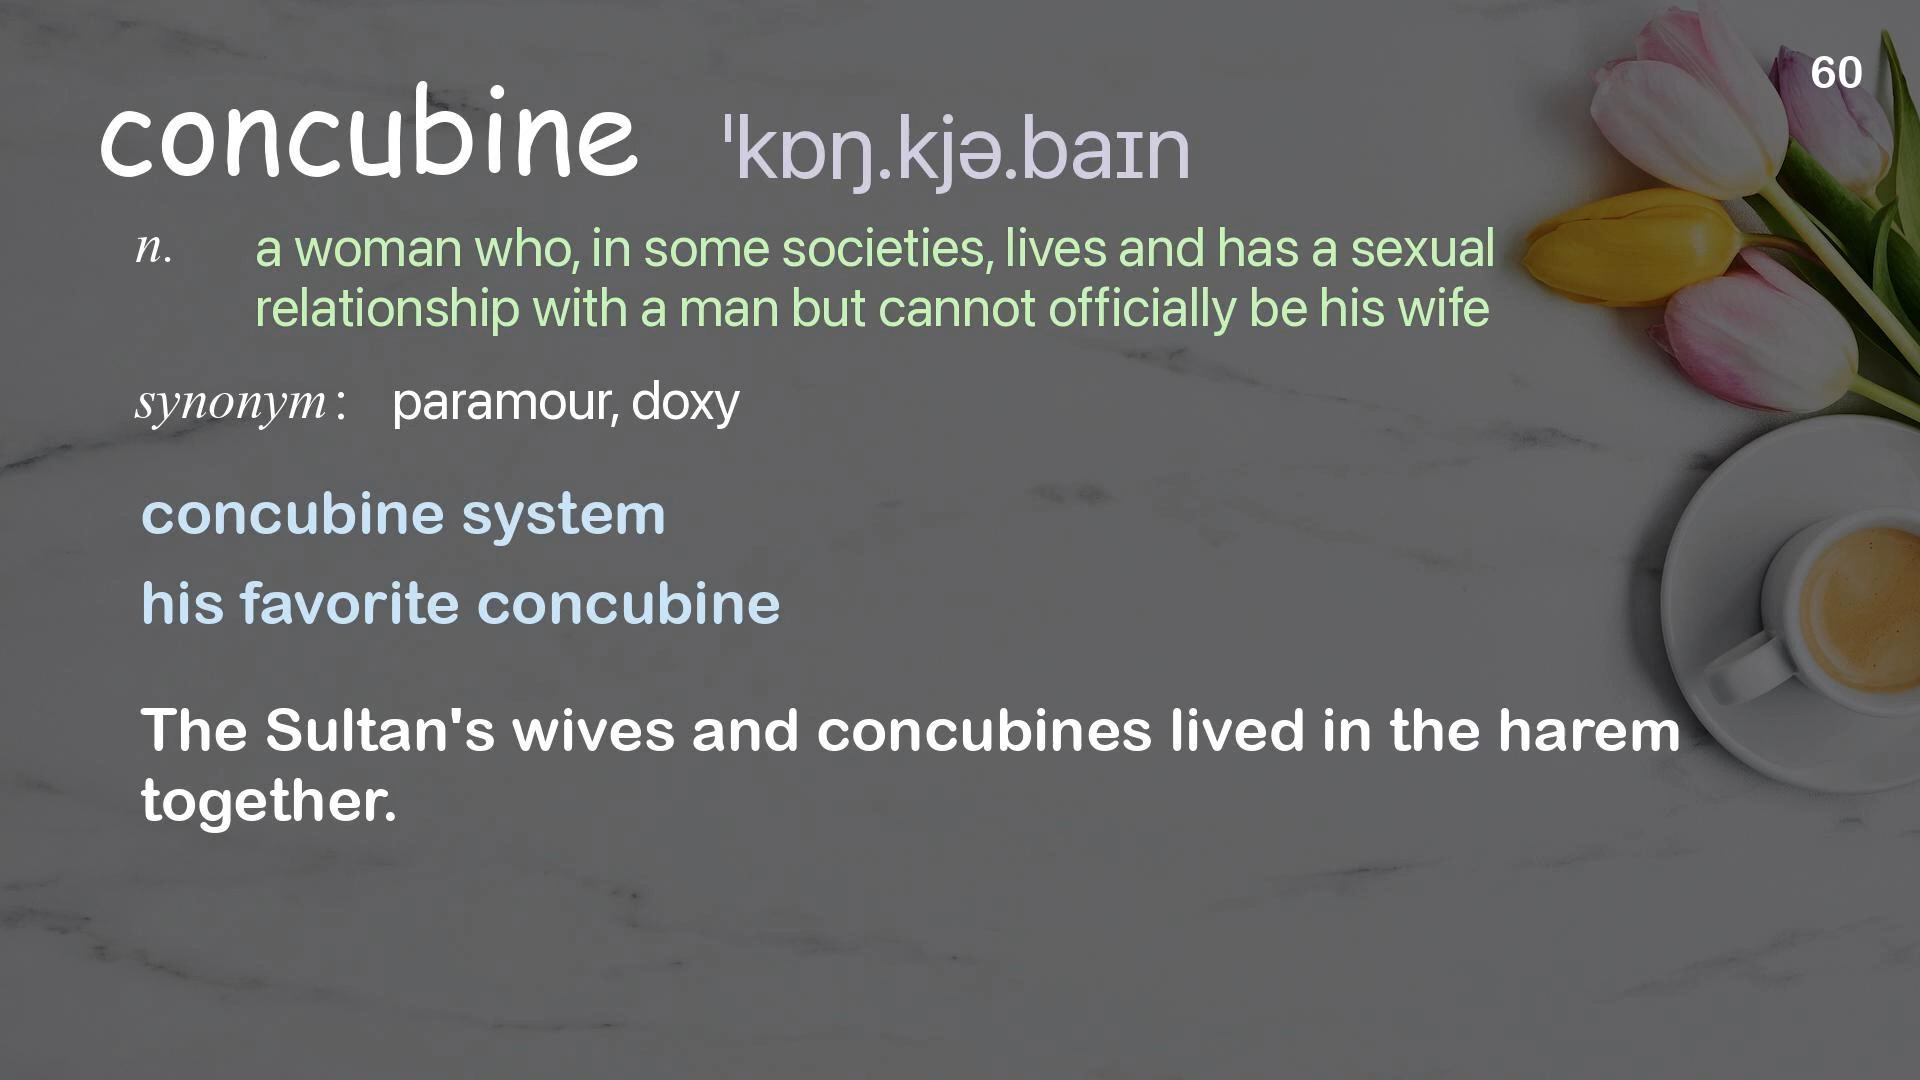 60
concubine ˈkɒŋ.kjə.baɪn
n. a woman who, in some societies, lives and has a sexual
relationship with a man but cannot officially be his wife
synonym: paramour, doxy
concubine system
his favorite concubine
The Sultan's wives and concubines lived in the harem
together.